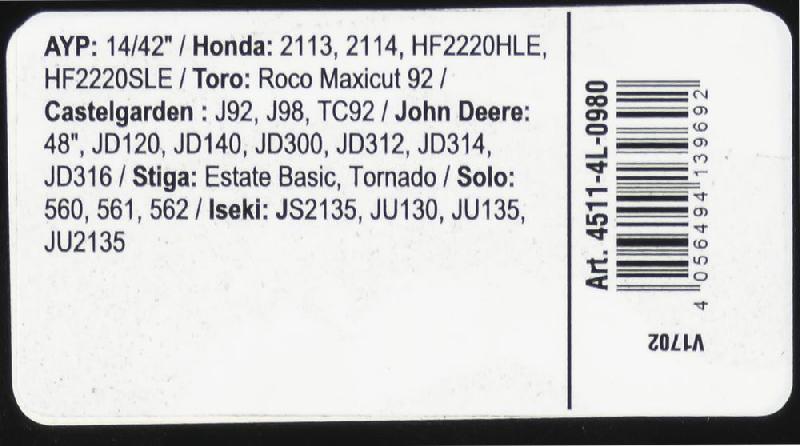 AYP: 14/42" / Honda: 2113, 2114, HF2220HLE,
HF2220SLE / Toro: Roco Maxicut 92 /
Castelgarden : J92, J98, TC92 / John Deere:
48", JD120, JD140, JD300, JD312, JD314,
JD316 / Stiga: Estate Basic, Tornado / Solo:
560, 561, 562 / Iseki: JS2135, JU130, JU135,
JU2135
Art. 4511-4L-0980
4 056494 139692
V1702